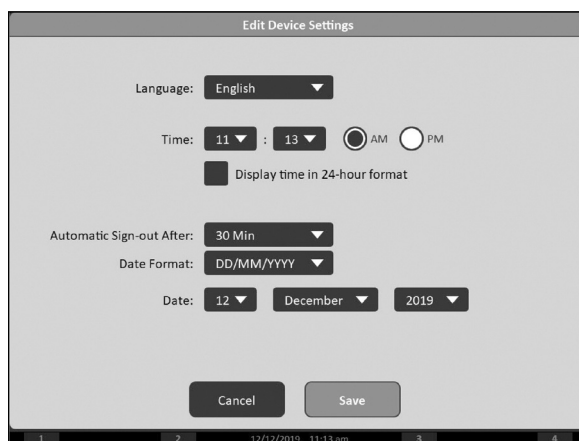 Edit Device Settings
Language: English
Time: 11 : 13 AM PM
Display time in 24-hour format
Automatic Sign-out After: 30 Min
Date Format: DD/MM/YYYY
Date: 12 December 2019
Cancel Save
1 2 12/12/2019 11:13 am 3 4